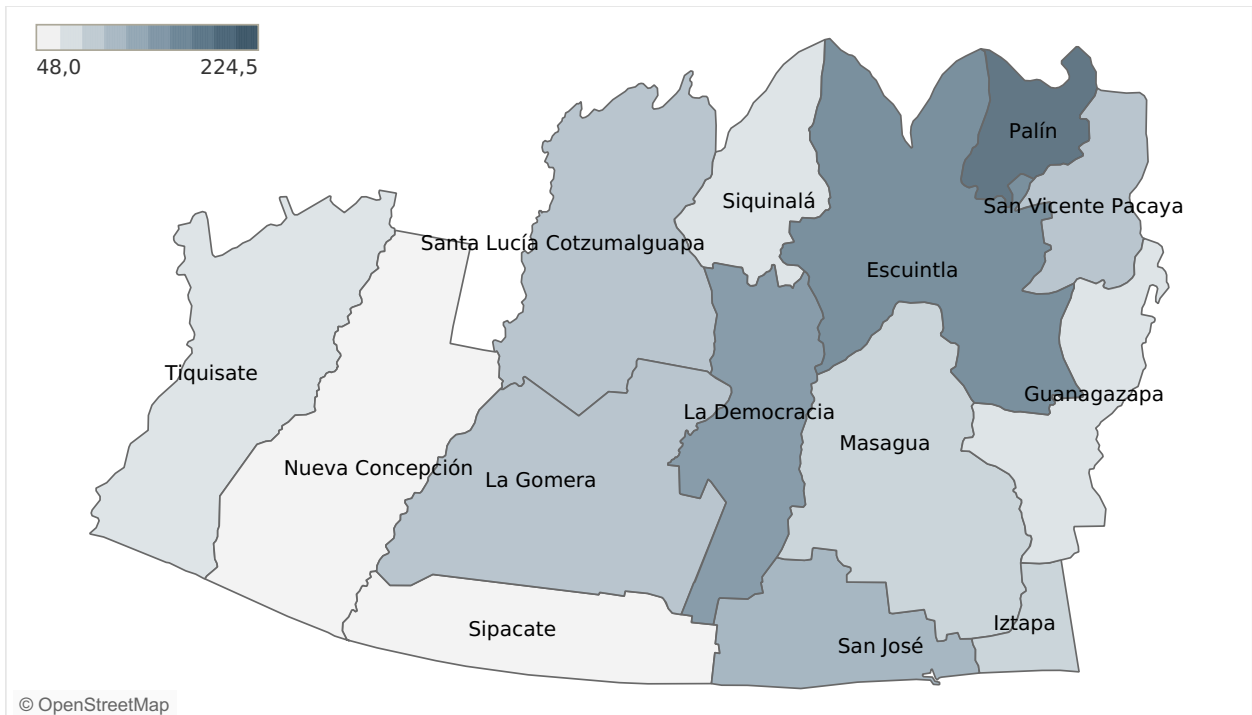 48,0 224,5
Palín
Siquinalá
San Vicente Pacaya
Santa Lucía Cotzumalguapa
Escuintla
Tiquisate
Guanagazapa
La Democracia
Masagua
Nueva Concepción
La Gomera
Iztapa
Sipacate
San José
© OpenStreetMap